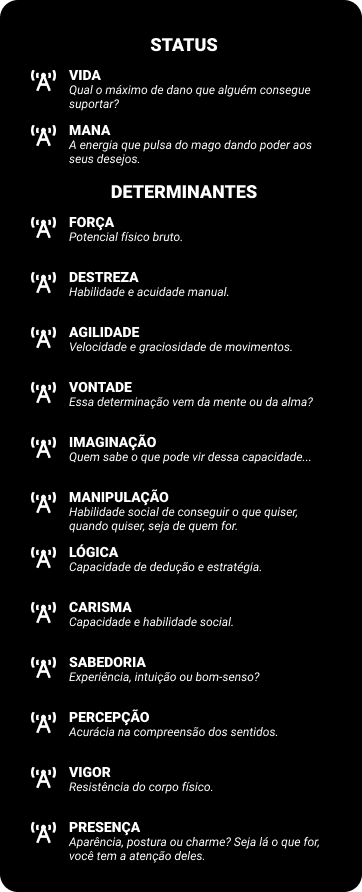 STATUS
VIDA
Qual o máximo de dano que alguém consegue
suportar?
MANA
A energia que pulsa do mago dando poder aos
seus desejos.
DETERMINANTES
FORÇA
Potencial físico bruto.
DESTREZA
Habilidade e acuidade manual.
AGILIDADE
Velocidade e graciosidade de movimentos.
VONTADE
Essa determinação vem da mente ou da alma?
IMAGINAÇÃO
Quem sabe o que pode vir dessa capacidade...
MANIPULAÇÃO
Habilidade social de conseguir o que quiser,
quando quiser, seja de quem for.
LÓGICA
Capacidade de dedução e estratégia.
CARISMA
Capacidade e habilidade social.
SABEDORIA
Experiência, intuição ou bom-senso?
PERCEPÇÃO
Acurácia na compreensão dos sentidos.
VIGOR
Resistência do corpo físico.
PRESENÇA
Aparência, postura ou charme? Seja lá o que for,
você tem a atenção deles.